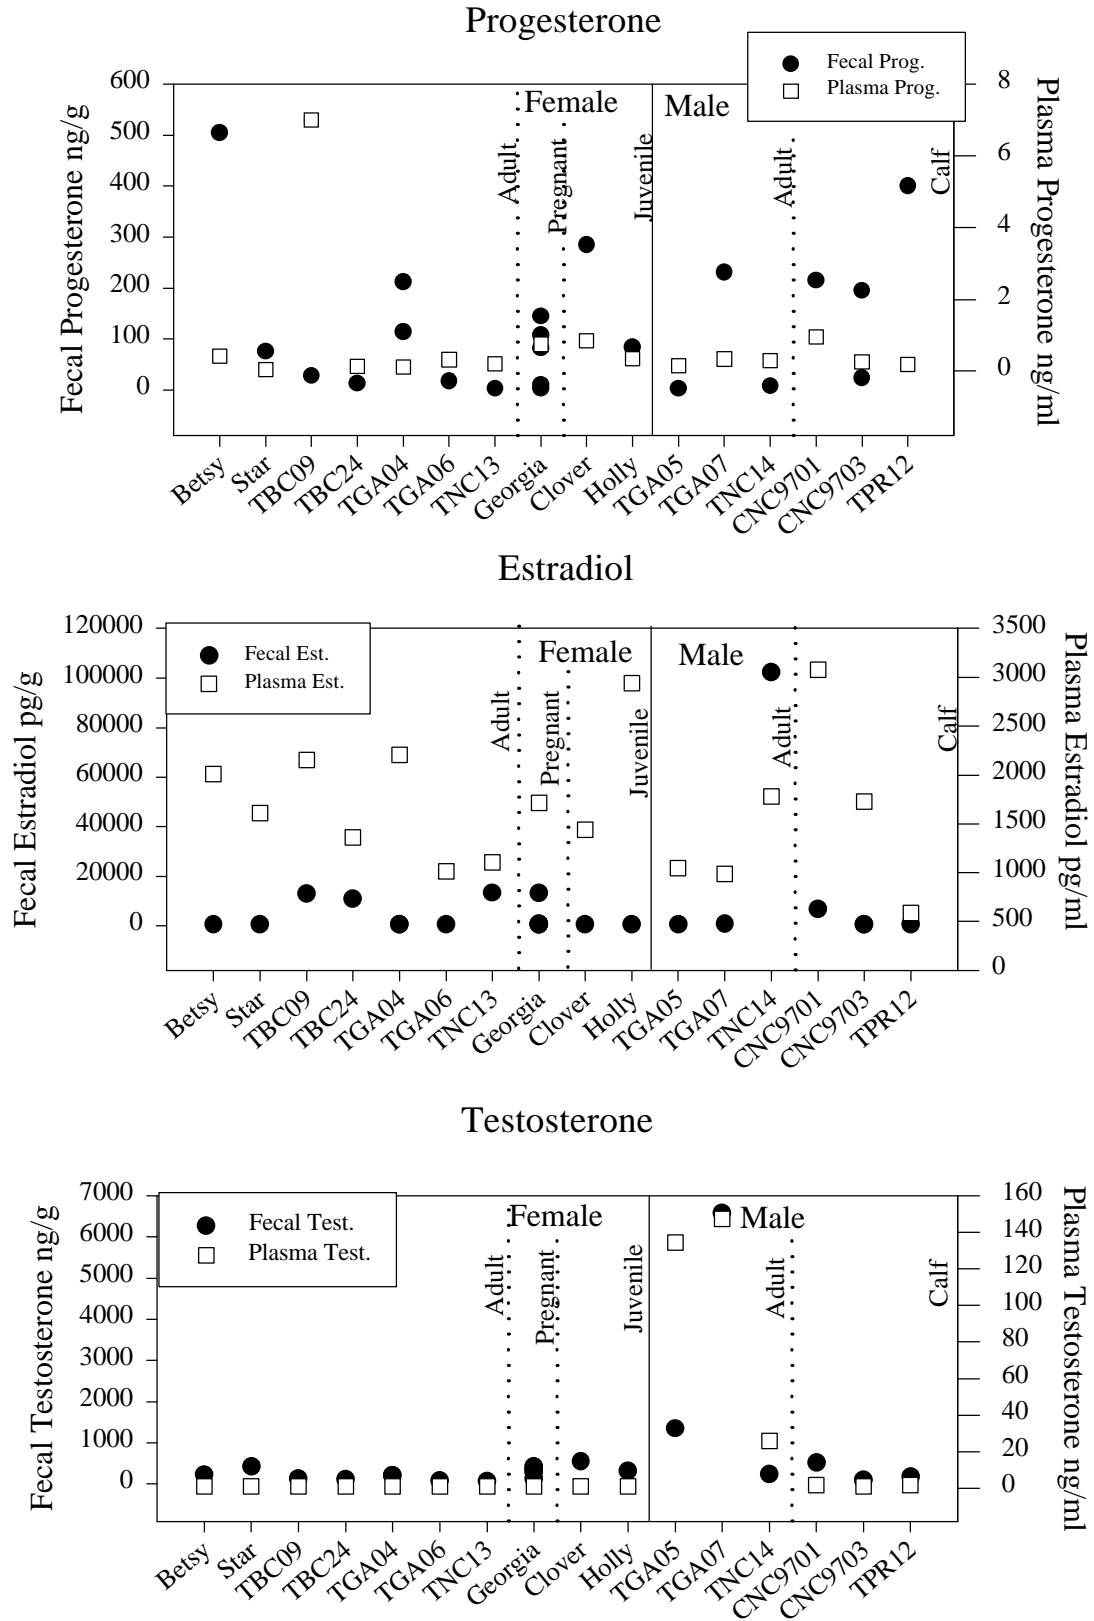 Progesterone
Fecal Prog.
Plasma Prog.
Female
Male
Adult
Pregnant
Juvenile
Adult
Calf
Fecal Progesterone ng/g
600
500
400
300
200
100
0
Plasma Progesterone ng/ml
8
6
4
2
0
Betsy
Star
TBC09
TBC24
TGA04
TGA06
TNC13
Georgia
Clover
Holly
TGA05
TGA07
TNC14
CNC9701
CNC9703
TPR12
Estradiol
Fecal Est.
Plasma Est.
Female
Male
Adult
Pregnant
Juvenile
Adult
Calf
Fecal Estradiol pg/g
120000
100000
80000
60000
40000
20000
0
Plasma Estradiol pg/ml
3500
3000
2500
2000
1500
1000
500
0
Betsy
Star
TBC09
TBC24
TGA04
TGA06
TNC13
Georgia
Clover
Holly
TGA05
TGA07
TNC14
CNC9701
CNC9703
TPR12
Testosterone
Fecal Test.
Plasma Test.
Female
Male
Adult
Pregnant
Juvenile
Adult
Calf
Fecal Testosterone ng/g
7000
6000
5000
4000
3000
2000
1000
0
Plasma Testosterone ng/ml
160
140
120
100
80
60
40
20
0
Betsy
Star
TBC09
TBC24
TGA04
TGA06
TNC13
Georgia
Clover
Holly
TGA05
TGA07
TNC14
CNC9701
CNC9703
TPR12